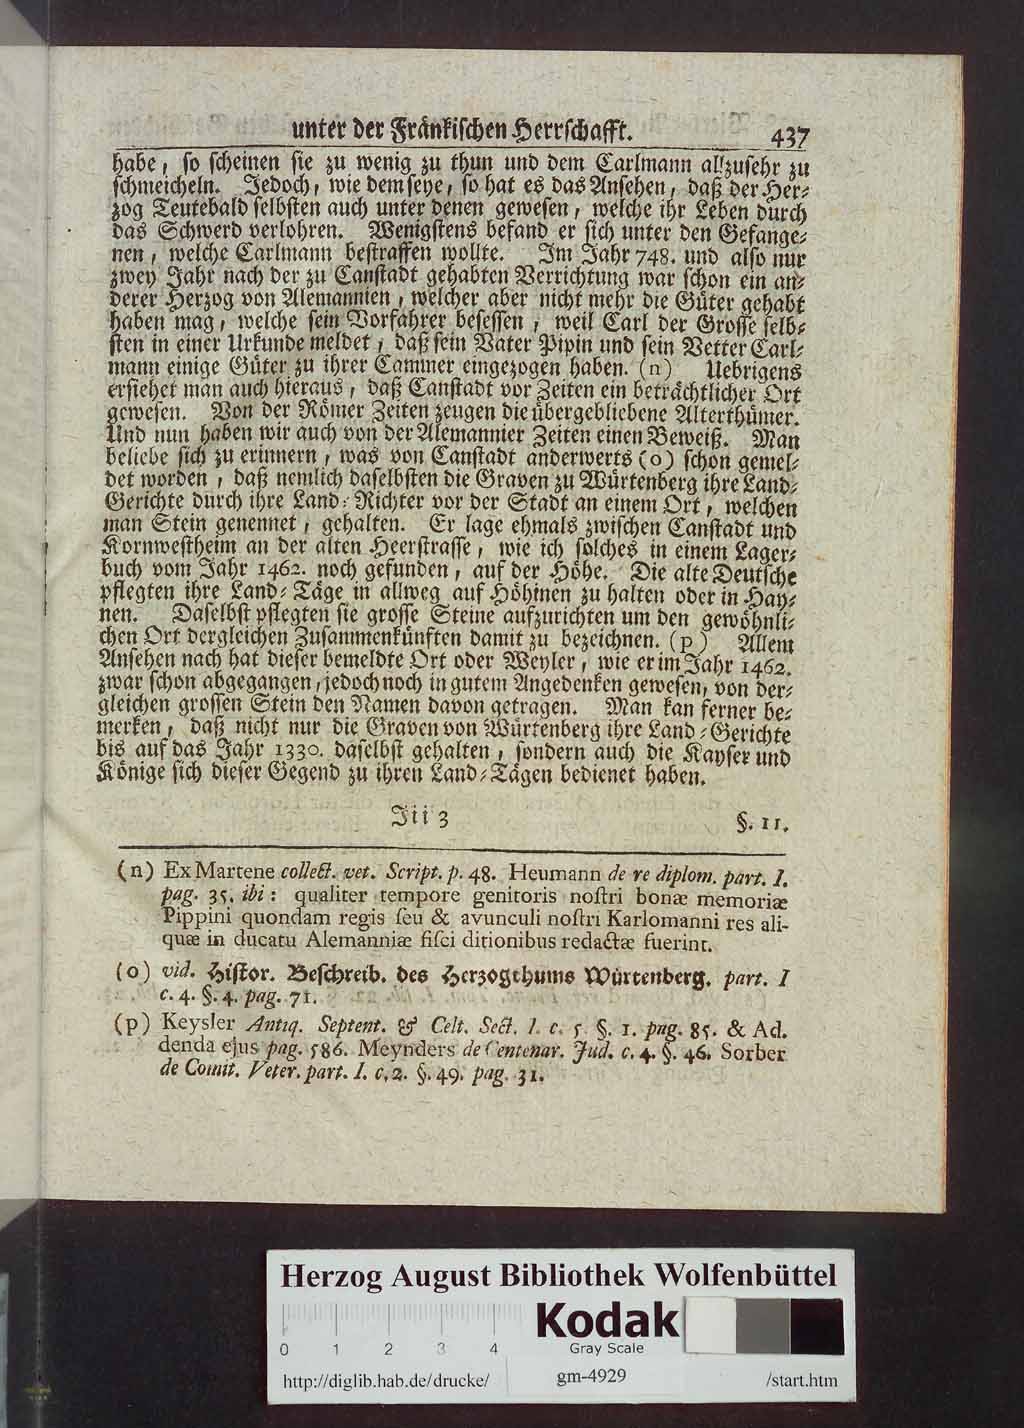 unter der Fränkischen Herrschafft. 437
habe, so scheinen sie zu wenig zu thun und dem Carlmann allzusehr zu
schmeicheln. Jedoch, wie dem seye, so hat es das Ansehen, daß der Her-
zog Teutebald selbsten auch unter denen gewesen, welche ihr Leben durch
das Schwerd verlohren. Wenigstens befand er sich unter den Gefange-
nen, welche Carlmann bestraffen wollte. Im Jahr 748. und also nur
zwey Jahr nach der zu Canstadt gehabten Verrichtung war schon ein an-
derer Herzog von Alemannien, welcher aber nicht mehr die Güter gehabt
haben mag, welche sein Vorfahrer besessen, weil Carl der Grosse selb-
sten in einer Urkunde meldet, daß sein Vater Pipin und sein Vetter Carl-
mann einige Güter zu ihrer Cammer eingezogen haben. (n) Uebrigens
ersiehet man auch hieraus, daß Canstadt vor Zeiten ein beträchtlicher Ort
gewesen. Von der Römer Zeiten zeugen die übergebliebene Alterthümer.
Und nun haben wir auch von der Alemannier Zeiten einen Beweiß. Man
beliebe sich zu erinnern, was von Canstadt anderwerts (o) schon gemel-
det worden, daß nemlich daselbsten die Graven zu Würtenberg ihre Land-
Gerichte durch ihre Land-Richter vor der Stadt an einem Ort, welchen
man Stein genennet, gehalten. Er lage ehmals zwischen Canstadt und
Kornwestheim an der alten Heerstrasse, wie ich solches in einem Lager-
buch vom Jahr 1462. noch gefunden, auf der Höhe. Die alte Deutsche
pflegten ihre Land-Täge in allweg auf Höhinen zu halten oder in Hay-
nen. Daselbst pflegten sie grosse Steine aufzurichten um den gewöhnli-
chen Ort dergleichen Zusammenkünften damit zu bezeichnen. (p) Allem
Ansehen nach hat dieser bemeldte Ort oder Weyler, wie er im Jahr 1462.
zwar schon abgegangen, jedoch noch in gutem Angedenken gewesen, von der-
gleichen grossen Stein den Namen davon getragen. Man kan ferner be-
merken, daß nicht nur die Graven von Würtenberg ihre Land-Gerichte
bis auf das Jahr 1330. daselbst gehalten, sondern auch die Kayser und
Könige sich dieser Gegend zu ihren Land-Tägen bedienet haben.
Iii 3 §. 11.
(n) Ex Martene collect. vet. Script. p. 48. Heumann de re diplom. part. I.
pag. 35. ibi: qualiter tempore genitoris nostri bonæ memoriæ
Pippini quondam regis seu & avunculi nostri Karlomanni res ali-
quæ in ducatu Alemanniæ fisci ditionibus redactæ fuerint.
(o) vid. Histor. Beschreib. des Herzogthums Würtenberg. part. I
c. 4. §. 4. pag. 71.
(p) Keysler Antiq. Septent. & Celt. Sect. I. c. 5. §. 1. pag. 85. & Ad.
denda ejus pag. 586. Meynders de Centenar. Jud. c. 4. §. 46. Sorber
de Comit. Veter. part. I. c. 2. §. 49. pag. 31.
Herzog August Bibliothek Wolfenbüttel
Kodak
Gray Scale
0 1 2 3 4
http://diglib.hab.de/drucke/ gm-4929 /start.htm